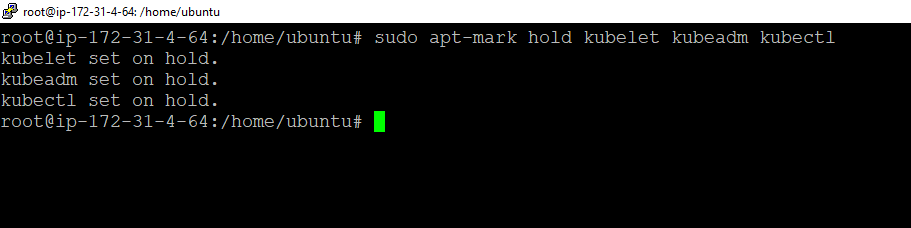 root@ip-172-31-4-64: /home/ubuntu
root@ip-172-31-4-64:/home/ubuntu# sudo apt-mark hold kubelet kubeadm kubectl
kubelet set on hold.
kubeadm set on hold.
kubectl set on hold.
root@ip-172-31-4-64:/home/ubuntu#